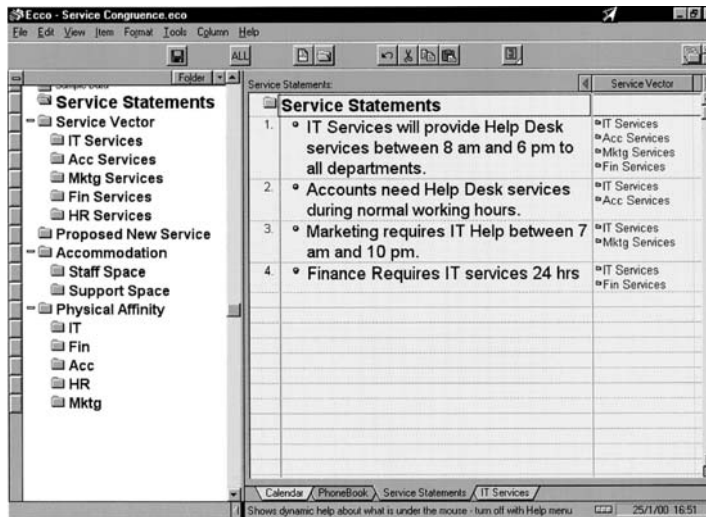 Ecco - Service Congruence.eco
File Edit View Item Format Tools Column Help
ALL
Folder
Service Statements:
Service Vector
Sample Data
Service Statements
Service Vector
IT Services
Acc Services
Mktg Services
Fin Services
HR Services
Proposed New Service
Accommodation
Staff Space
Support Space
Physical Affinity
IT
Fin
Acc
HR
Mktg
Service Statements
1. IT Services will provide Help Desk
services between 8 am and 6 pm to
all departments.
IT Services
Acc Services
Mktg Services
Fin Services
2. Accounts need Help Desk services
during normal working hours.
IT Services
Acc Services
3. Marketing requires IT Help between 7
am and 10 pm.
IT Services
Mktg Services
4. Finance Requires IT services 24 hrs
IT Services
Fin Services
Calendar PhoneBook Service Statements IT Services
Shows dynamic help about what is under the mouse - turn off with Help menu
25/1/00 16:51